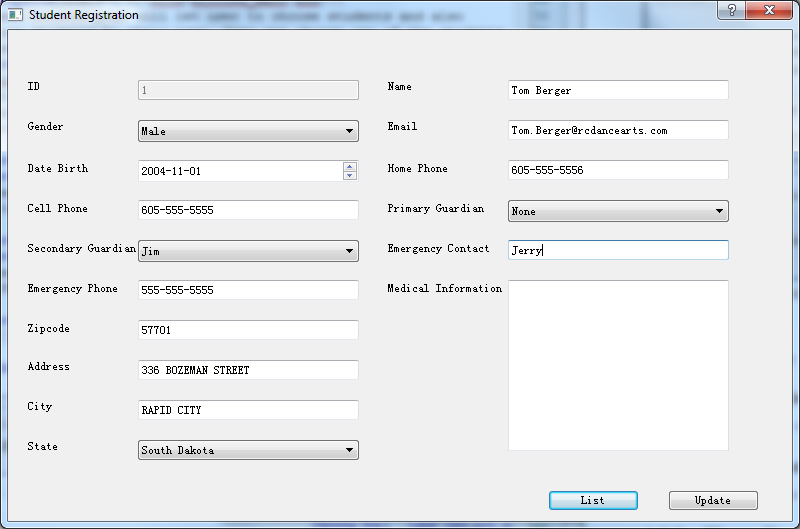 Student Registration
ID 1 Name Tom Berger
Gender Male Email Tom.Berger@rcdancearts.com
Date Birth 2004-11-01 Home Phone 605-555-5556
Cell Phone 605-555-5555 Primary Guardian None
Secondary Guardian Jim Emergency Contact Jerry
Emergency Phone 555-555-5555 Medical Information
Zipcode 57701
Address 336 BOZEMAN STREET
City RAPID CITY
State South Dakota
List Update